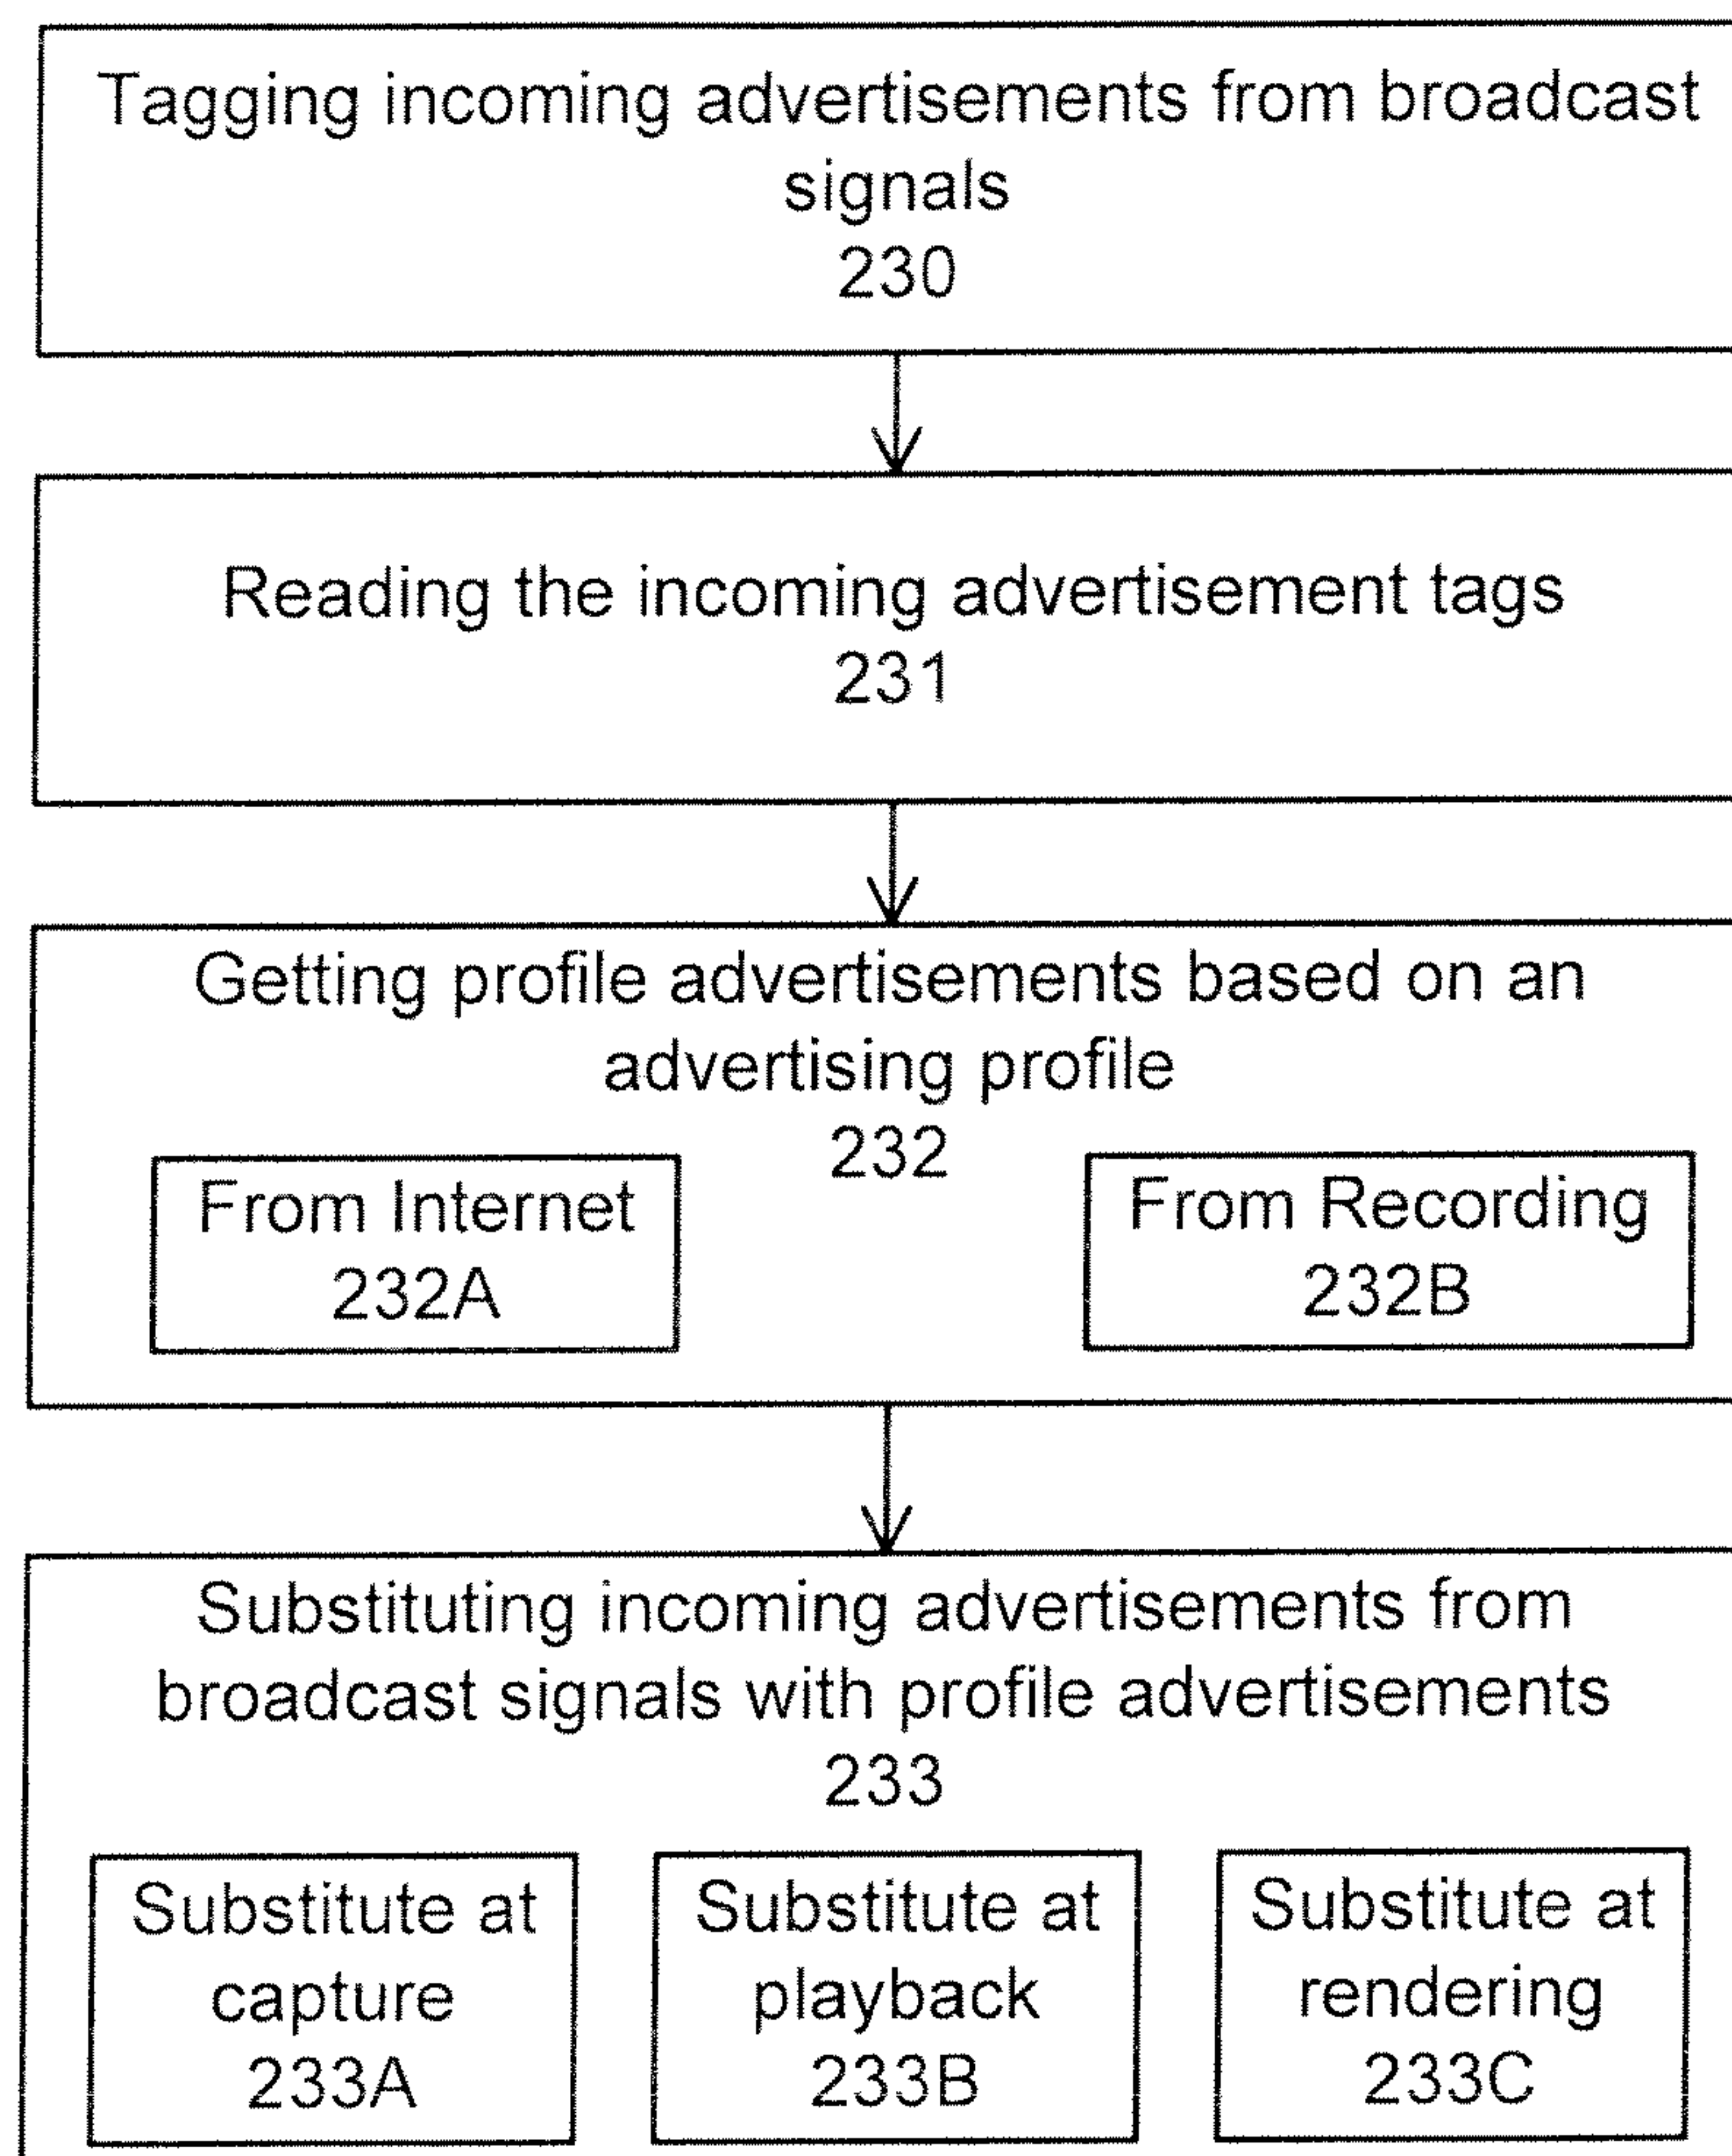 Tagging incoming advertisements from broadcast
signals
230
Reading the incoming advertisement tags
231
Getting profile advertisements based on an
advertising profile
232
From Internet
232A
From Recording
232B
Substituting incoming advertisements from
broadcast signals with profile advertisements
233
Substitute at
capture
233A
Substitute at
playback
233B
Substitute at
rendering
233C